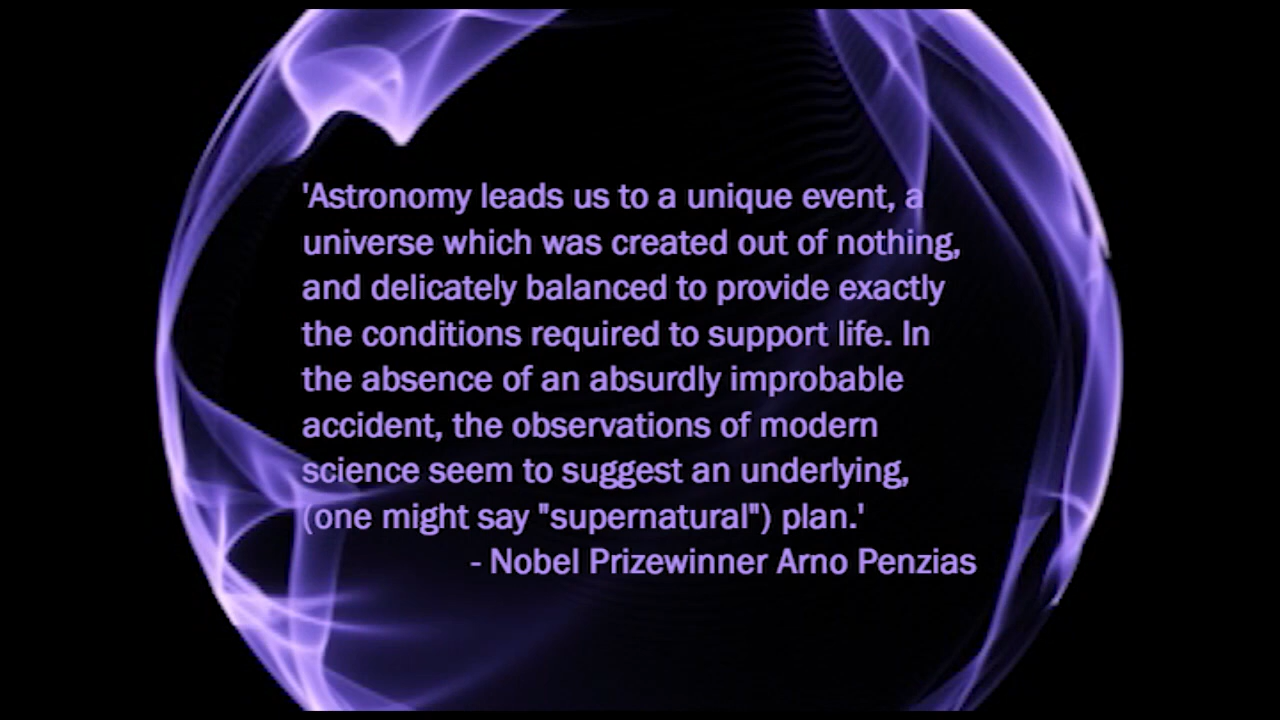 'Astronomy leads us to a unique event, a
universe which was created out of nothing,
and delicately balanced to provide exactly
the conditions required to support life. In
the absence of an absurdly improbable
accident, the observations of modern
science seem to suggest an underlying,
(one might say "supernatural") plan.'
- Nobel Prizewinner Arno Penzias